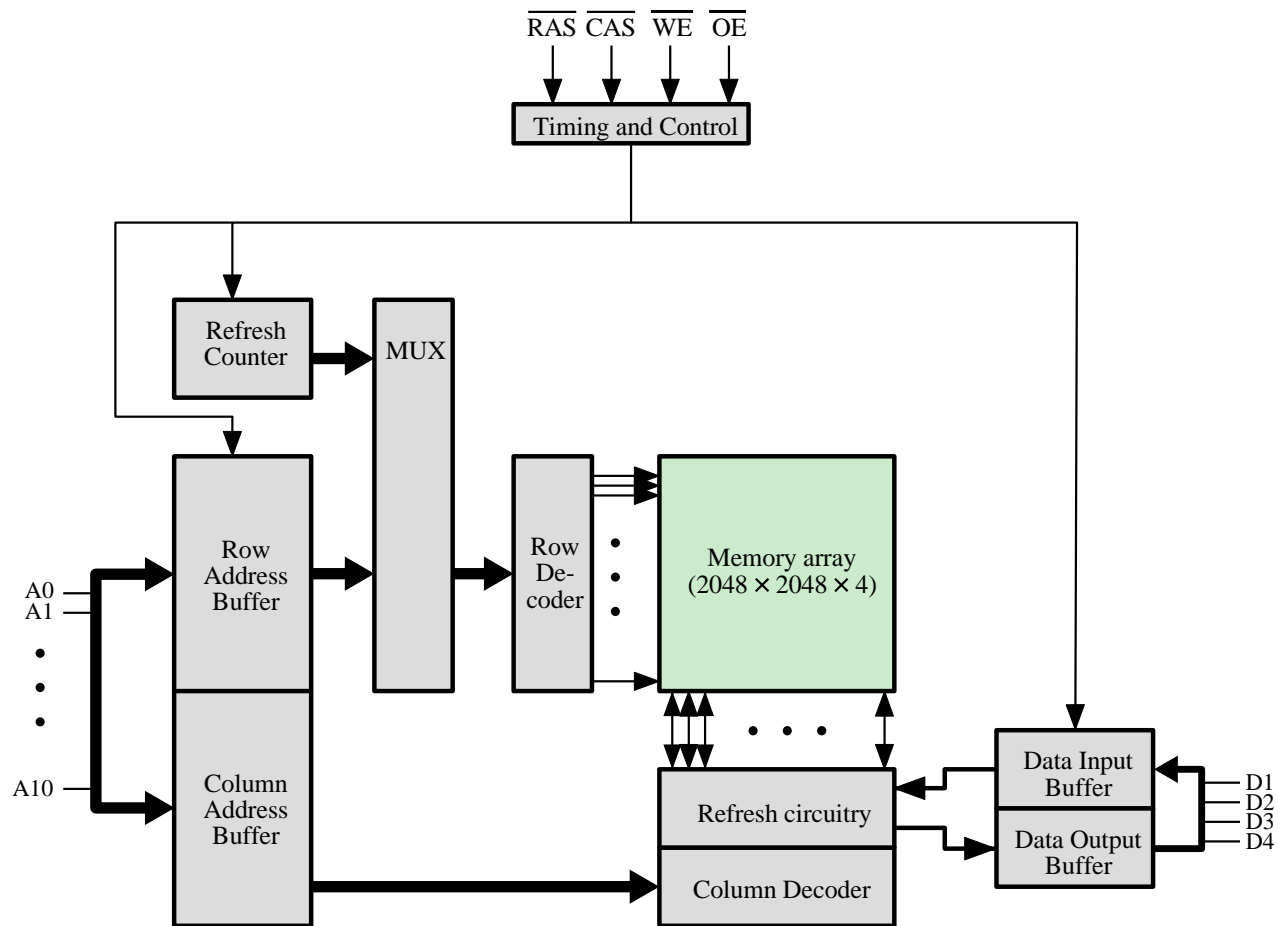 RAS CAS WE OE
Timing and Control
Refresh
Counter
MUX
Row
Address
Buffer
Row
De-
coder
Memory array
(2048 × 2048 × 4)
A0
A1
A10
Column
Address
Buffer
Refresh circuitry
Column Decoder
Data Input
Buffer
Data Output
Buffer
D1
D2
D3
D4